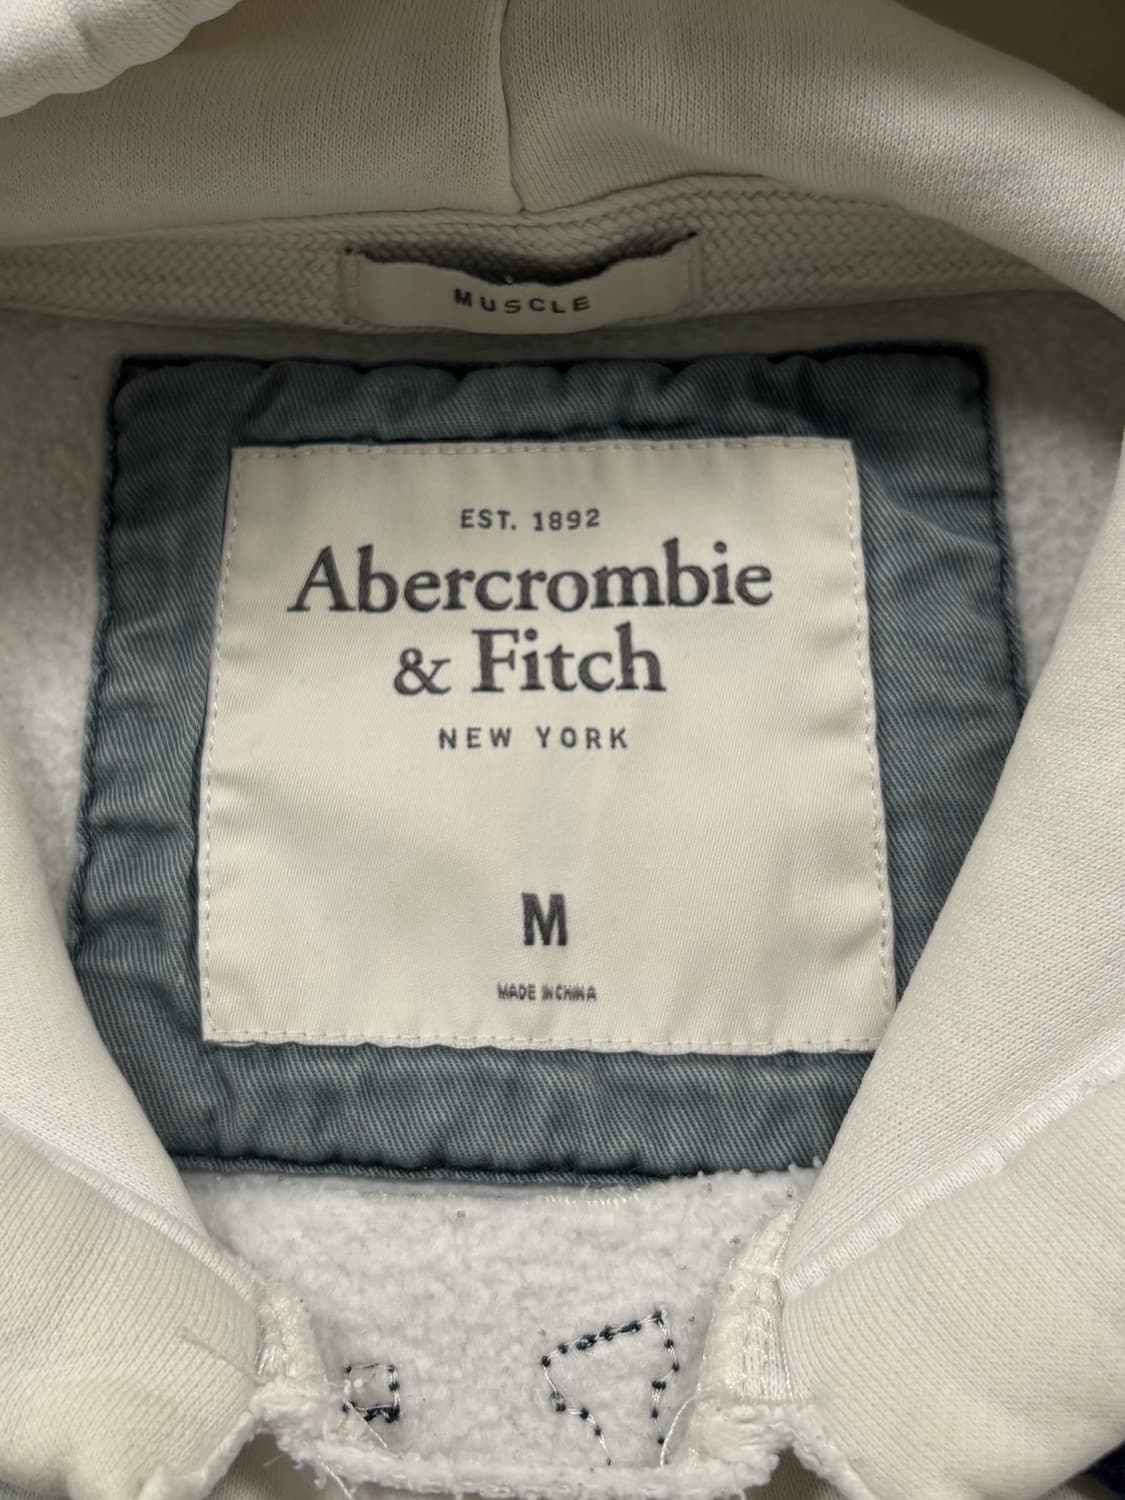 MUSCLE
EST. 1892
Abercrombie
& Fitch
NEW YORK
M
MADE IN CHINA